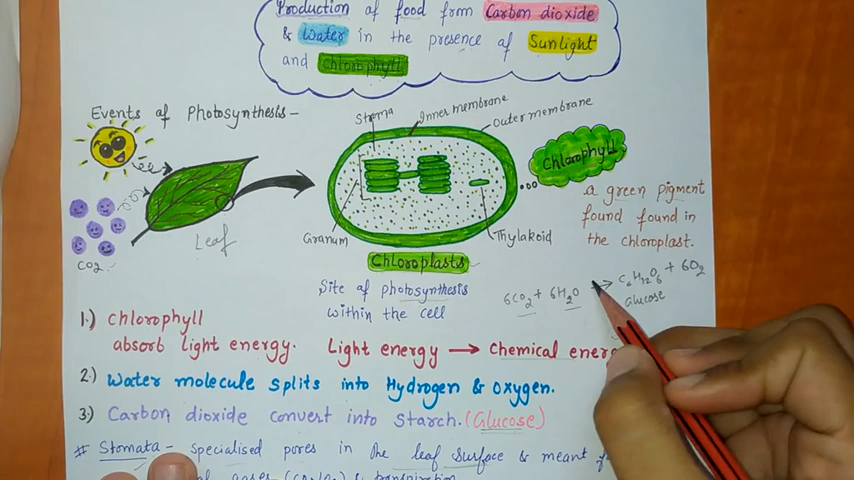 Production of food from Carbon dioxide
& Water in the presence of Sunlight
and Chlorophyll
Events of Photosynthesis -
Stroma
Inner membrane
Outer membrane
Chlorophyll
a green pigment
found found in
the chloroplast.
Leaf
CO2
Granum
Thylakoid
Chloroplasts
Site of photosynthesis
within the cell
6CO2 + 6H2O → C6H12O6 + 6O2
Glucose
1.) Chlorophyll
absorb light energy. Light energy → Chemical
2.) Water molecule splits into Hydrogen & oxygen.
3.) Carbon dioxide convert into starch. (Glucose)
# Stomata - specialised pores in the leaf surface & meant
gases